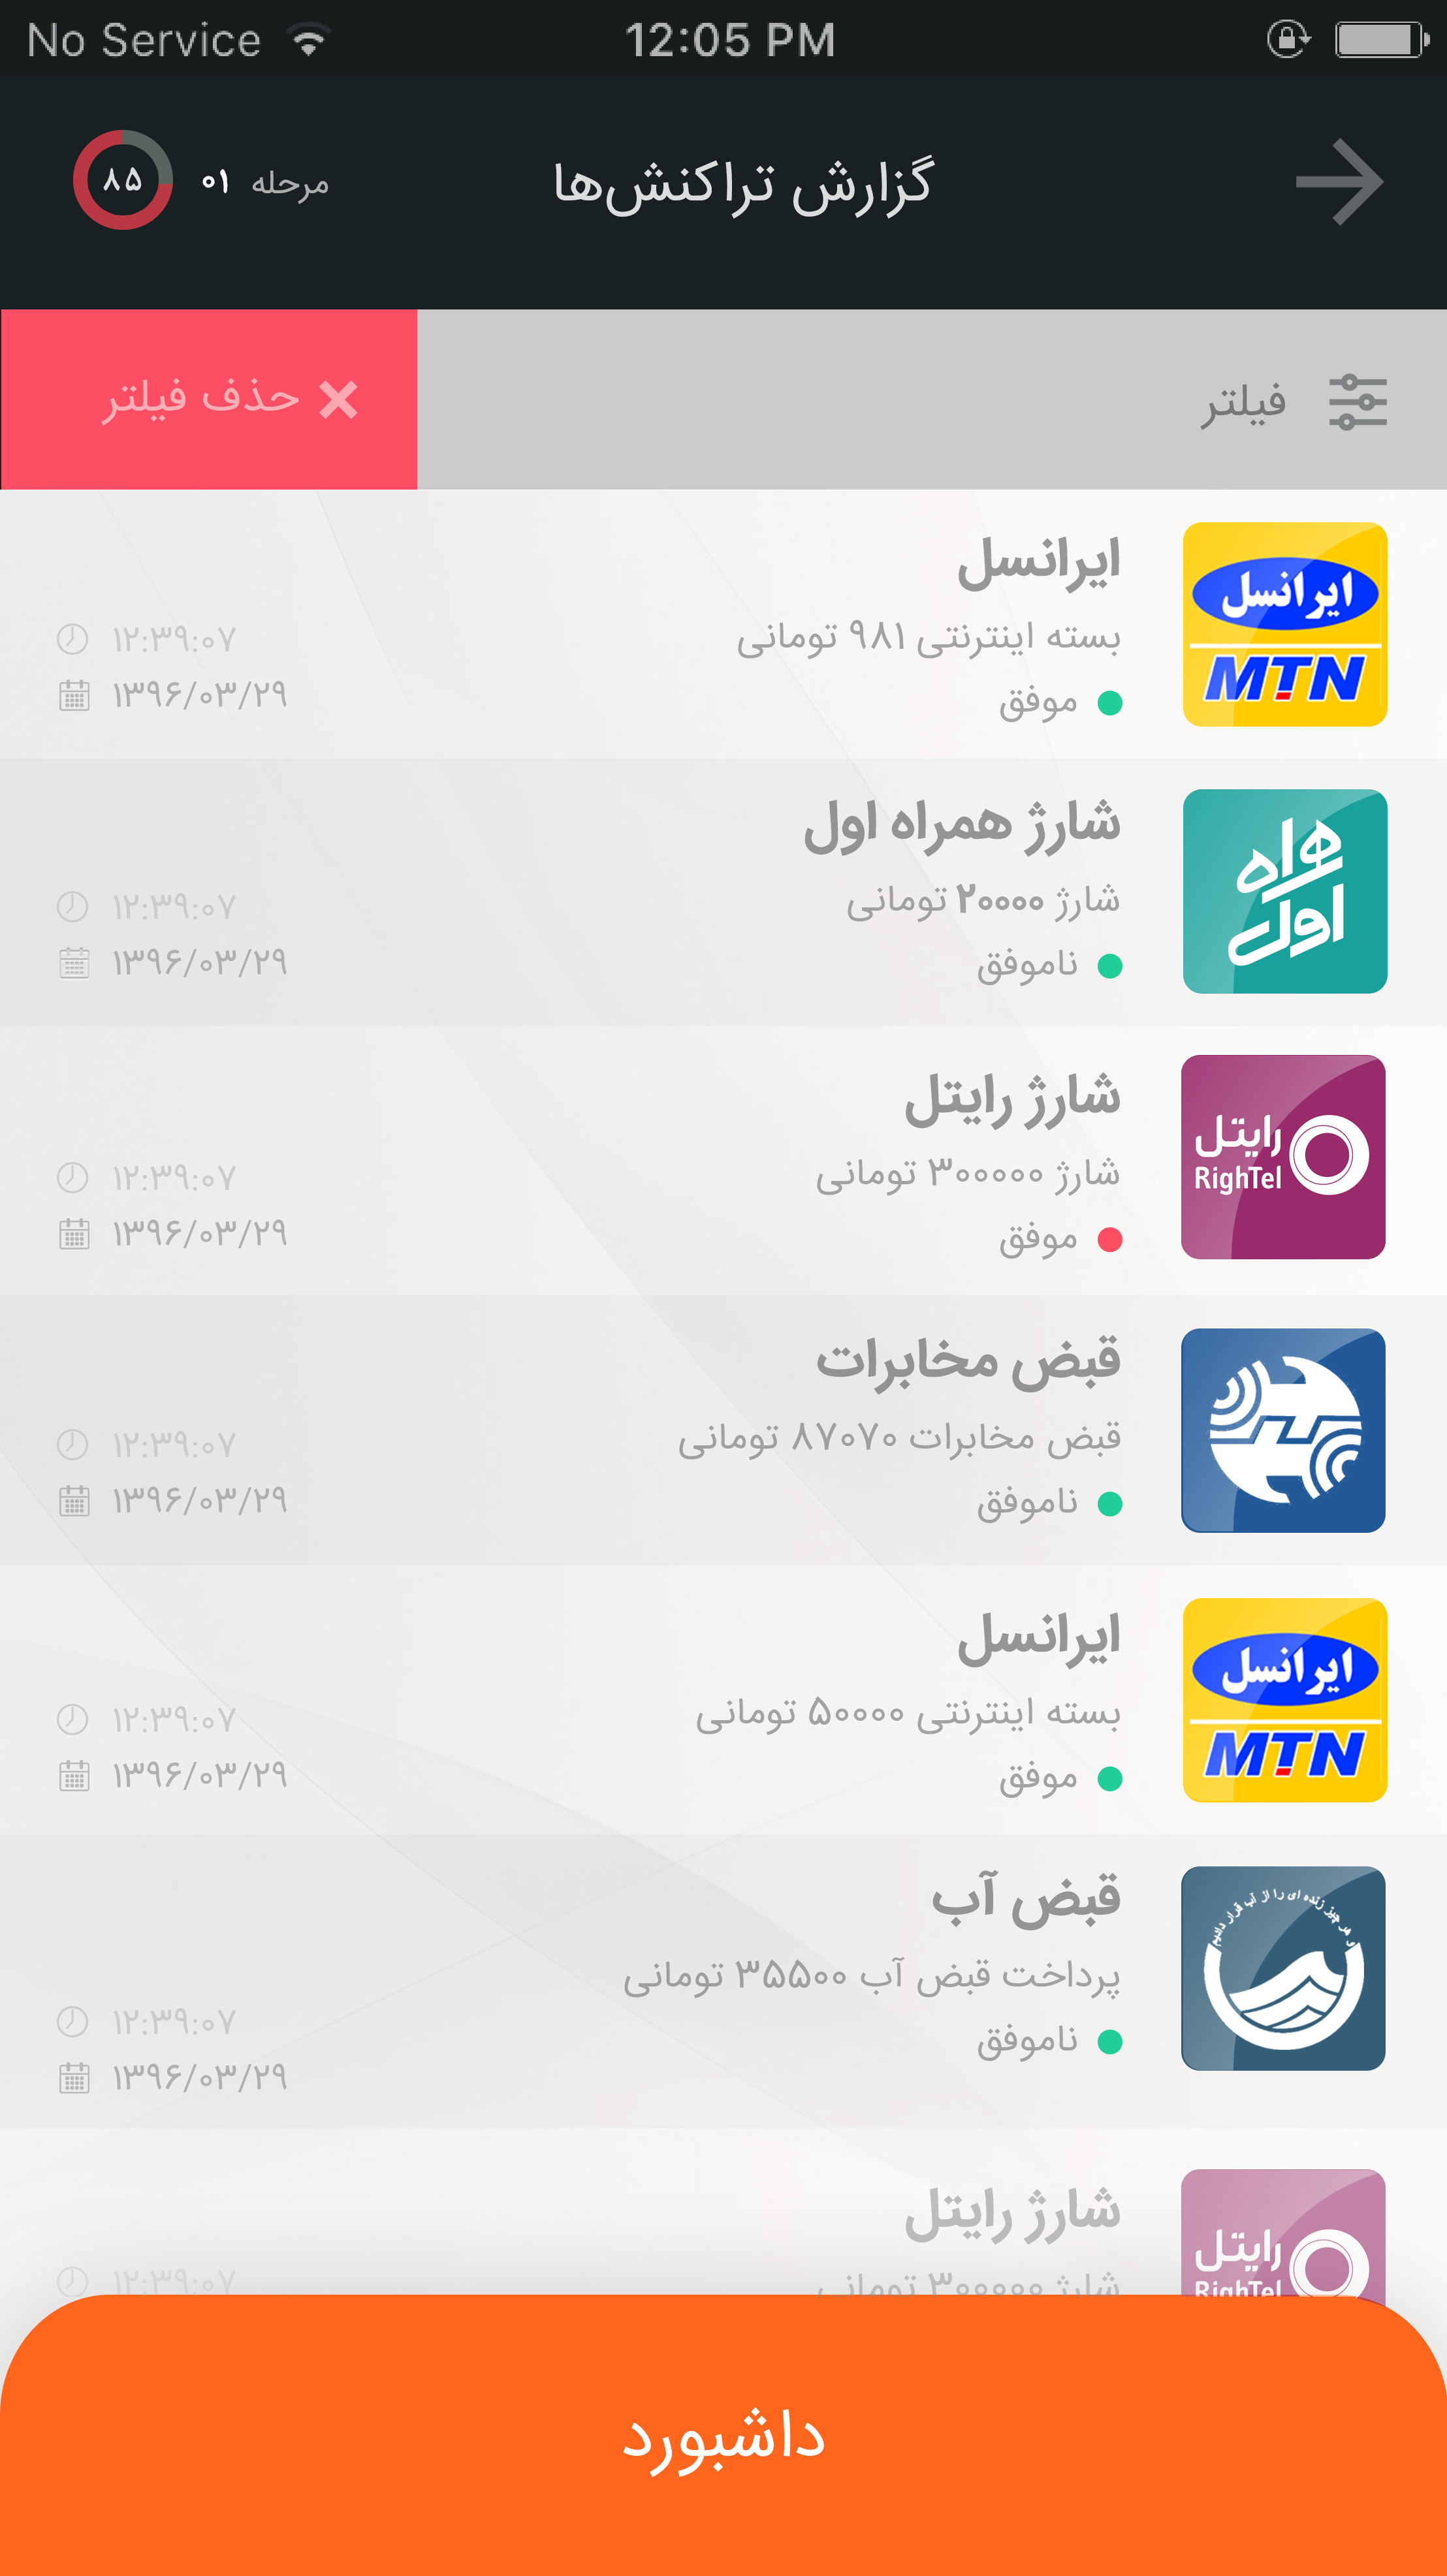 No Service 12:05 PM
گزارش تراکنش‌ها
مرحله ۰۱ ۸۵
فیلتر
حذف فیلتر
ایرانسل
MTN
ایرانسل
بسته اینترنتی ۹۸۱ تومانی
موفق
۱۲:۳۹:۰۷
۱۳۹۶/۰۳/۲۹
همراه
اول
شارژ همراه اول
شارژ ۲۰۰۰۰ تومانی
ناموفق
۱۲:۳۹:۰۷
۱۳۹۶/۰۳/۲۹
رایتل
RighTel
شارژ رایتل
شارژ ۳۰۰۰۰۰ تومانی
موفق
۱۲:۳۹:۰۷
۱۳۹۶/۰۳/۲۹
قبض مخابرات
قبض مخابرات ۸۷۰۷۰ تومانی
ناموفق
۱۲:۳۹:۰۷
۱۳۹۶/۰۳/۲۹
ایرانسل
MTN
ایرانسل
بسته اینترنتی ۵۰۰۰۰ تومانی
موفق
۱۲:۳۹:۰۷
۱۳۹۶/۰۳/۲۹
و هر چیز زنده ای را از آب قرار دادیم
قبض آب
پرداخت قبض آب ۳۵۵۰۰ تومانی
ناموفق
۱۲:۳۹:۰۷
۱۳۹۶/۰۳/۲۹
رایتل
RighTel
شارژ رایتل
شارژ ۳۰۰۰۰۰ تومانی
۱۲:۳۹:۰۷
داشبورد